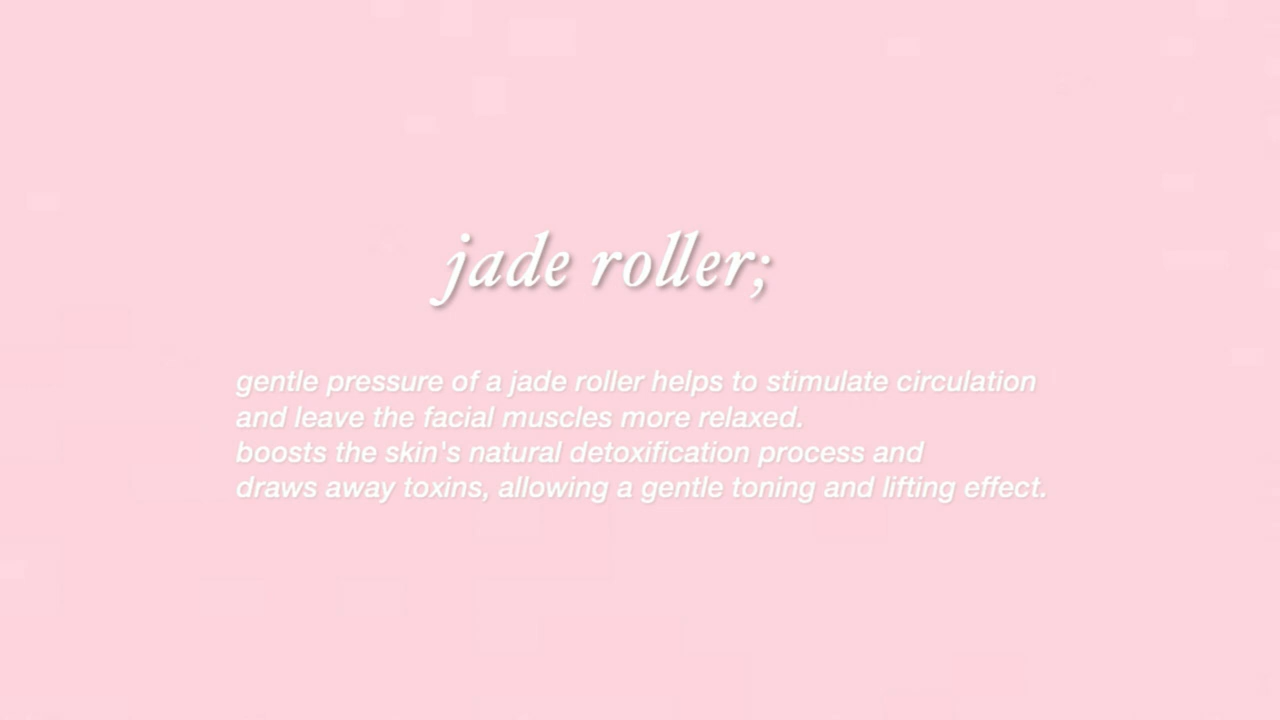 jade roller;
gentle pressure of a jade roller helps to stimulate circulation
and leave the facial muscles more relaxed.
boosts the skin's natural detoxification process and
draws away toxins, allowing a gentle toning and lifting effect.